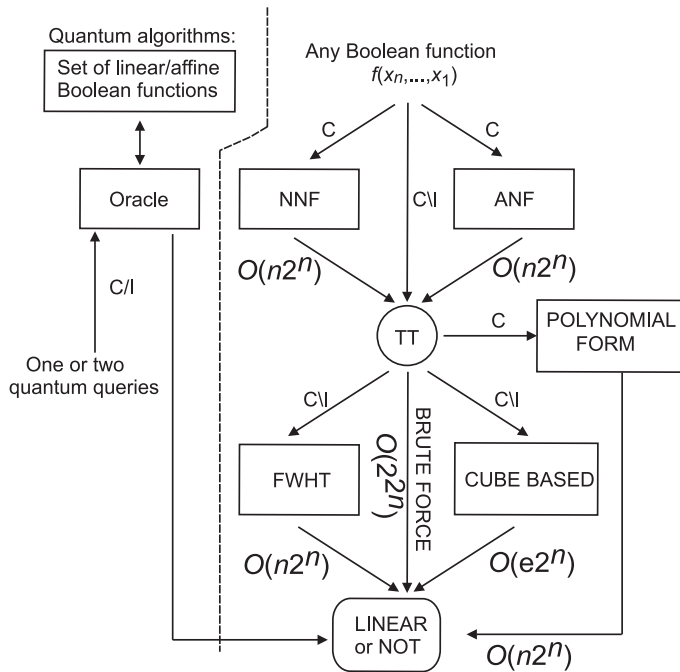 Quantum algorithms:
Set of linear/affine
Boolean functions
Oracle
C/I
One or two
quantum queries
Any Boolean function
f(xn,...,x1)
C
C
C\I
NNF
ANF
O(n2^n)
O(n2^n)
TT
C
POLYNOMIAL
FORM
C\I
C\I
FWHT
O(2^2n)
BRUTE FORCE
CUBE BASED
O(n2^n)
O(e2^n)
LINEAR
or NOT
O(n2^n)